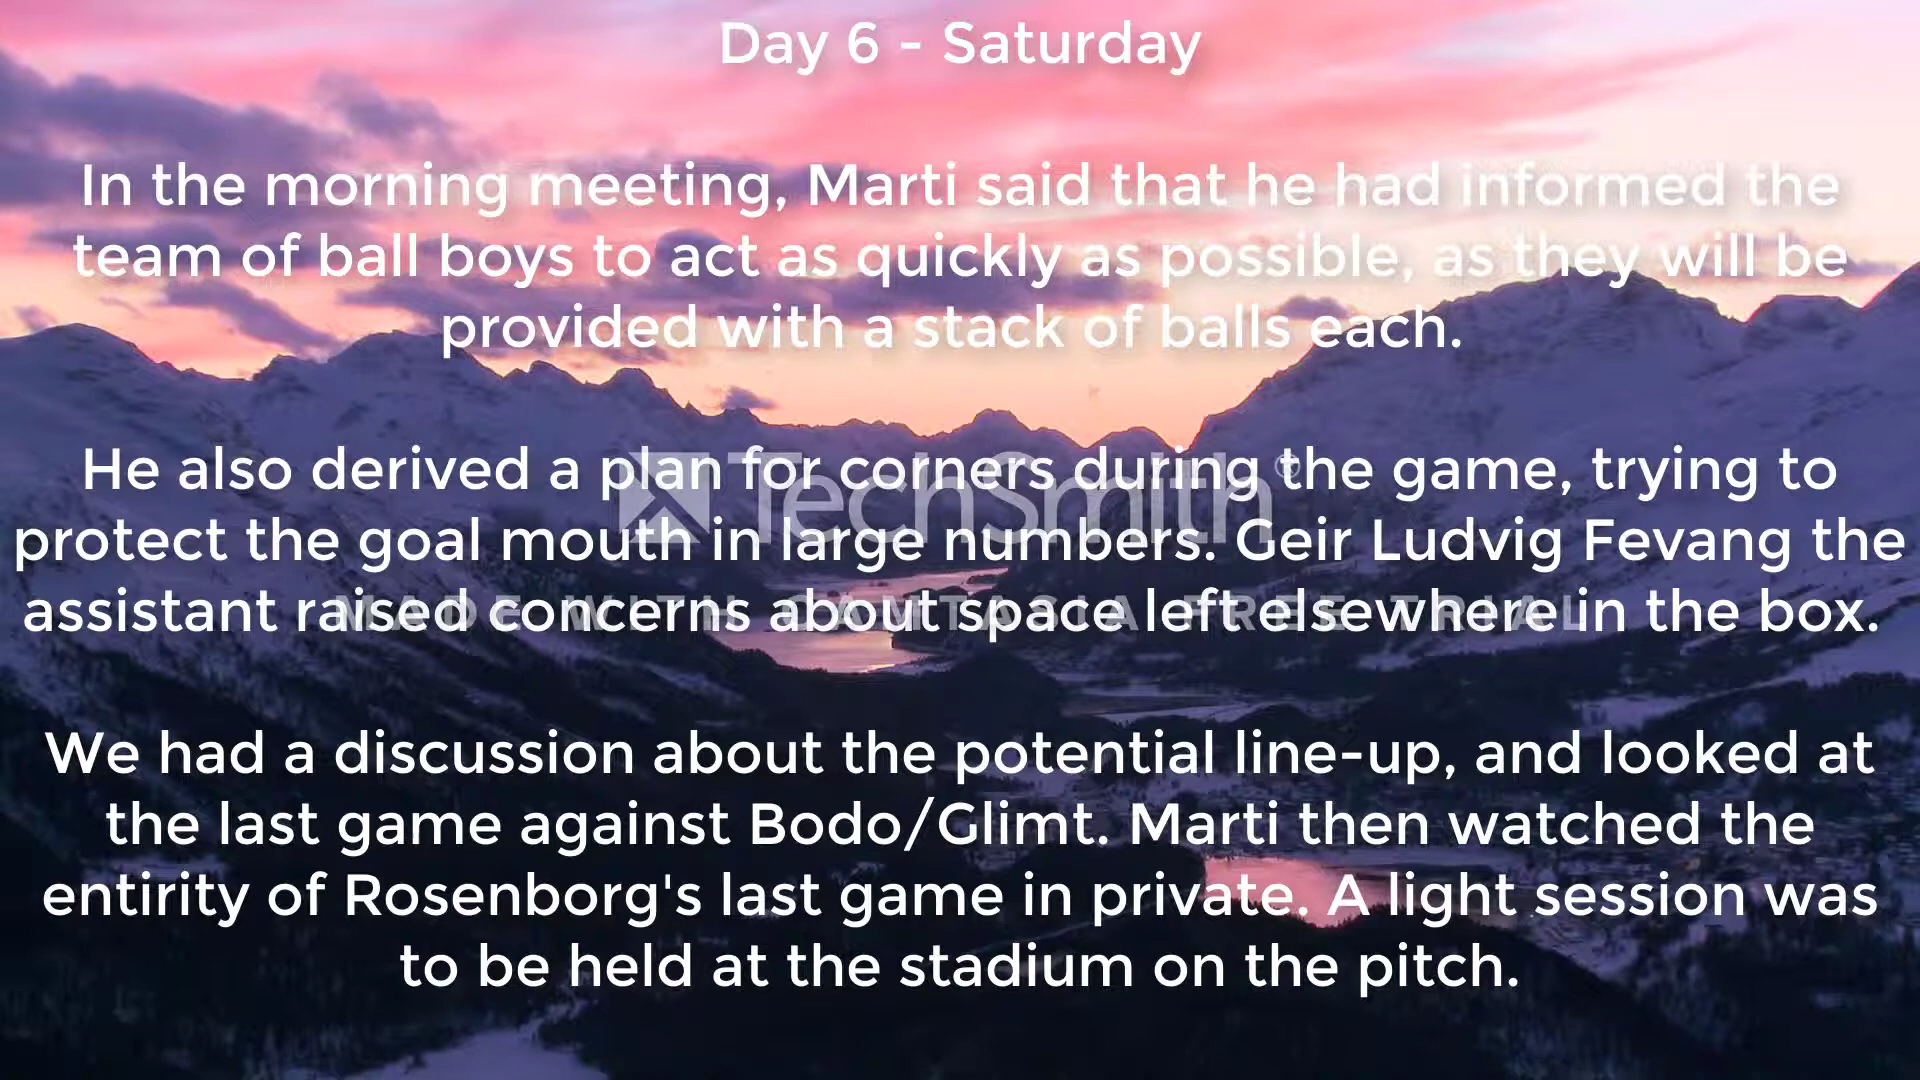 Day 6 - Saturday
In the morning meeting, Marti said that he had informed the
team of ball boys to act as quickly as possible, as they will be
provided with a stack of balls each.
He also derived a plan for corners during the game, trying to
protect the goal mouth in large numbers. Geir Ludvig Fevang the
assistant raised concerns about space left elsewhere in the box.
TechSmith®
MADE WITH CAMTASIA FREE TRIAL
We had a discussion about the potential line-up, and looked at
the last game against Bodo/Glimt. Marti then watched the
entirity of Rosenborg's last game in private. A light session was
to be held at the stadium on the pitch.